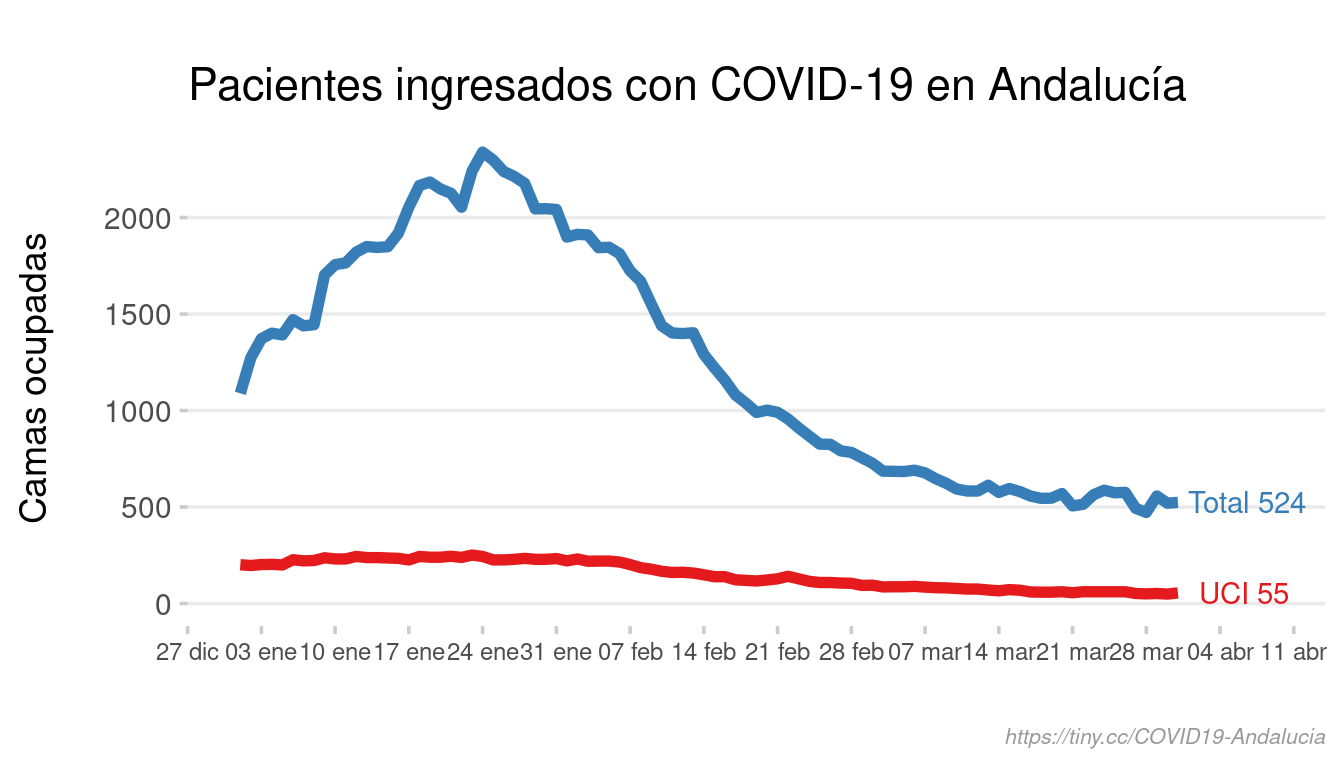 Pacientes ingresados con COVID-19 en Andalucía
Camas ocupadas
2000
1500
1000
500
0
Total 524
UCI 55
27 dic 03 ene 10 ene 17 ene 24 ene 31 ene 07 feb 14 feb 21 feb 28 feb 07 mar 14 mar 21 mar 28 mar 04 abr 11 abr
https://tiny.cc/COVID19-Andalucia